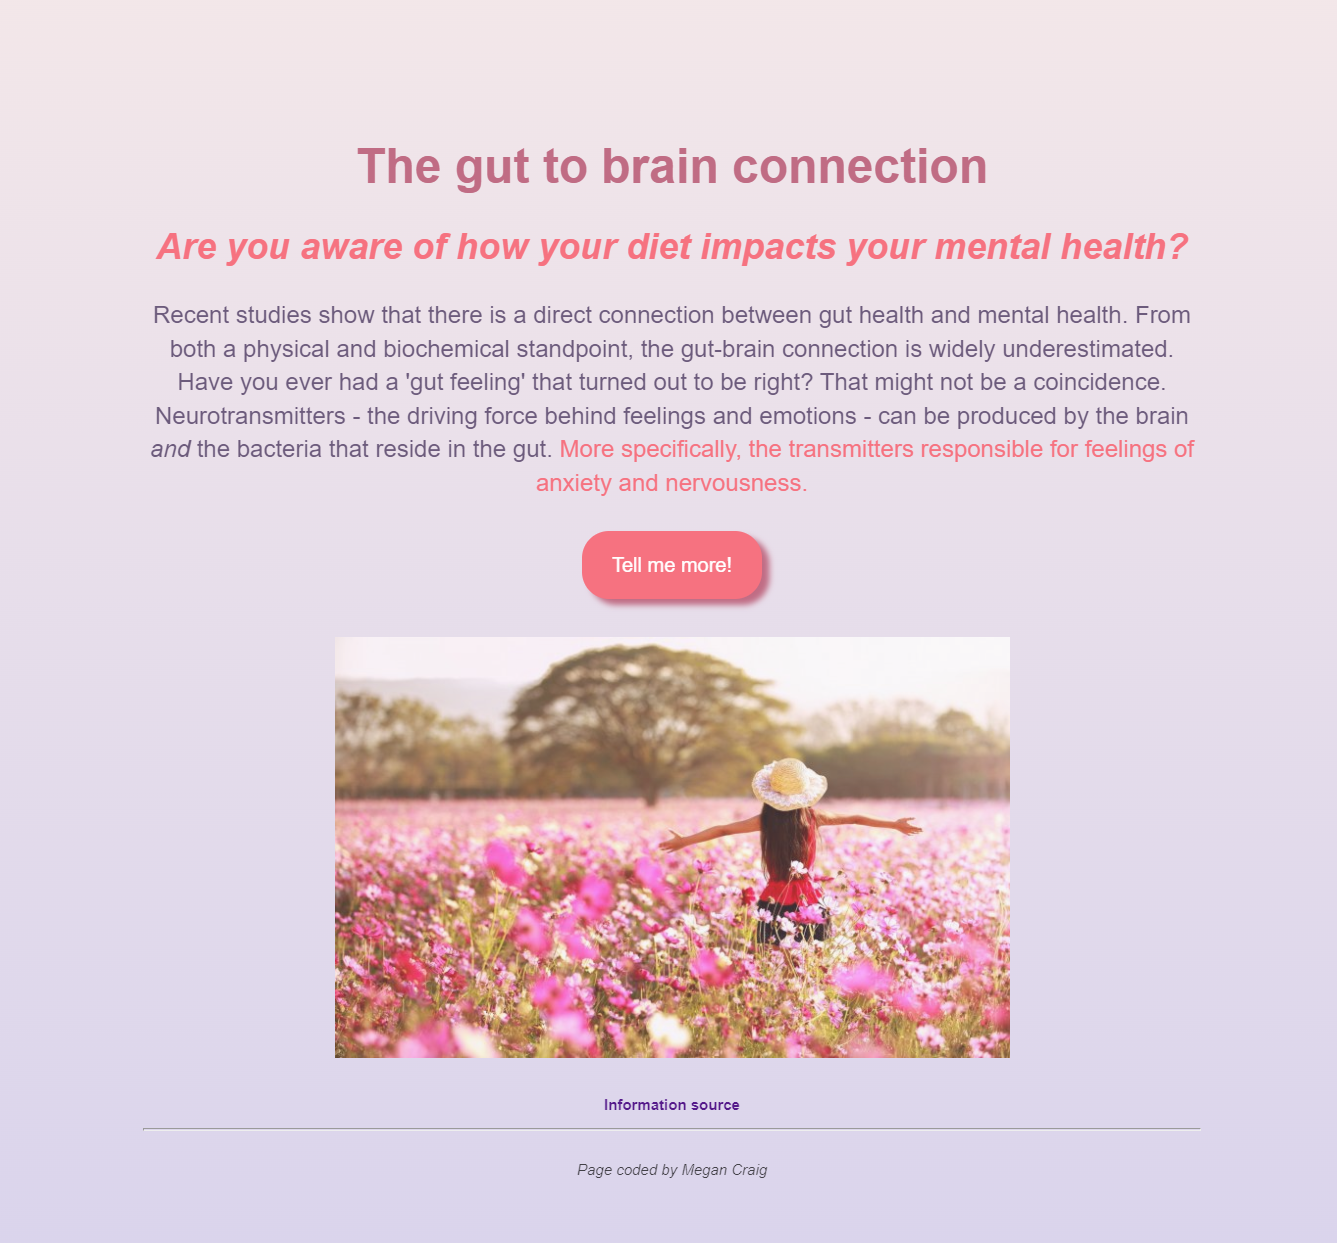 The gut to brain connection
Are you aware of how your diet impacts your mental health?
Recent studies show that there is a direct connection between gut health and mental health. From
both a physical and biochemical standpoint, the gut-brain connection is widely underestimated.
Have you ever had a 'gut feeling' that turned out to be right? That might not be a coincidence.
Neurotransmitters - the driving force behind feelings and emotions - can be produced by the brain
and the bacteria that reside in the gut. More specifically, the transmitters responsible for feelings of
anxiety and nervousness.
Tell me more!
Information source
Page coded by Megan Craig